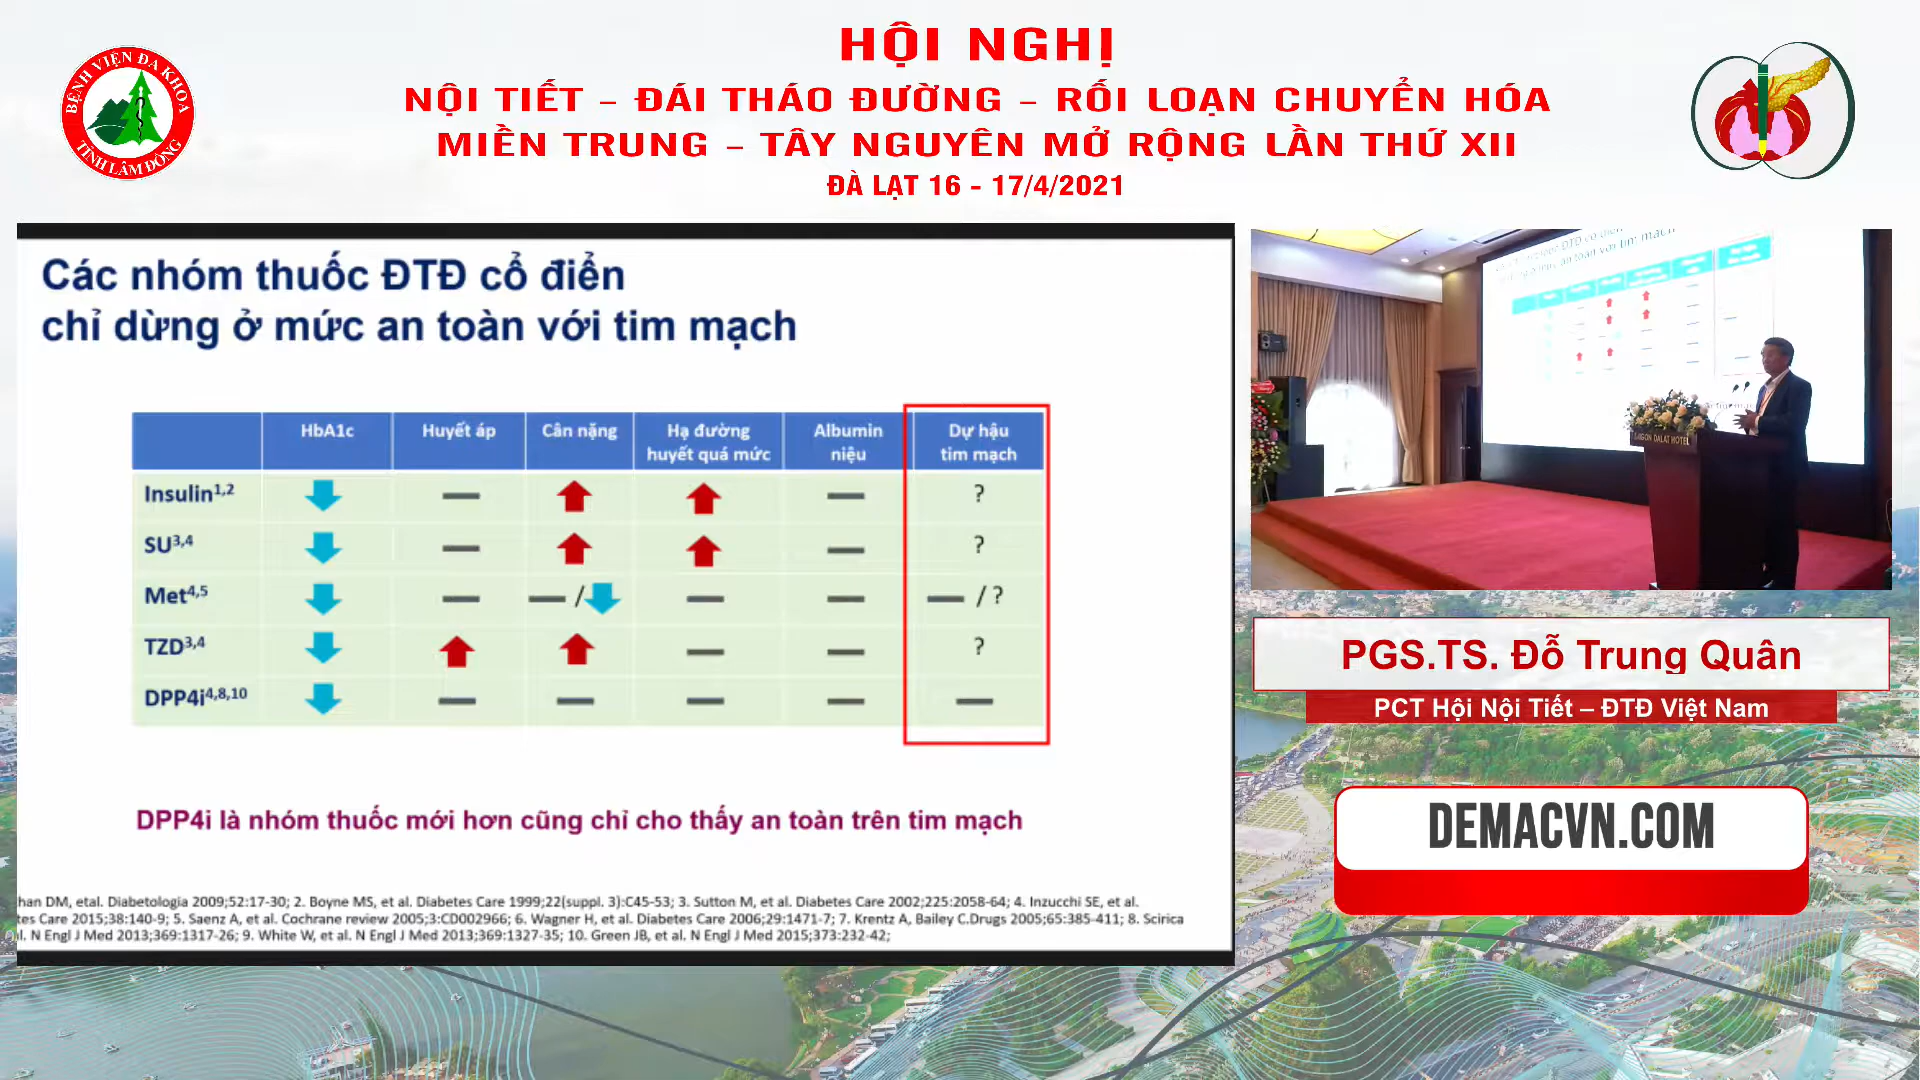 HỘI NGHỊ
NỘI TIẾT – ĐÁI THÁO ĐƯỜNG – RỐI LOẠN CHUYỂN HÓA
MIỀN TRUNG – TÂY NGUYÊN MỞ RỘNG LẦN THỨ XII
ĐÀ LẠT 16 - 17/4/2021
BỆNH VIỆN ĐA KHOA
TỈNH LÂM ĐỒNG
Các nhóm thuốc ĐTĐ cổ điển
chỉ dừng ở mức an toàn với tim mạch
HbA1c Huyết áp Cân nặng Hạ đường huyết quá mức Albumin niệu Dự hậu tim mạch
Insulin1,2 ?
SU3,4 ?
Met4,5 / / ?
TZD3,4 ?
DPP4i4,8,10
DPP4i là nhóm thuốc mới hơn cũng chỉ cho thấy an toàn trên tim mạch
han DM, etal. Diabetologia 2009;52:17-30; 2. Boyne MS, et al. Diabetes Care 1999;22(suppl. 3):C45-53; 3. Sutton M, et al. Diabetes Care 2002;225:2058-64; 4. Inzucchi SE, et al.
tes Care 2015;38:140-9; 5. Saenz A, et al. Cochrane review 2005;3:CD002966; 6. Wagner H, et al. Diabetes Care 2006;29:1471-7; 7. Krentz A, Bailey C.Drugs 2005;65:385-411; 8. Scirica
l. N Engl J Med 2013;369:1317-26; 9. White W, et al. N Engl J Med 2013;369:1327-35; 10. Green JB, et al. N Engl J Med 2015;373:232-42;
SAIGON DALAT HOTEL
PGS.TS. Đỗ Trung Quân
PCT Hội Nội Tiết – ĐTĐ Việt Nam
DEMACVN.COM